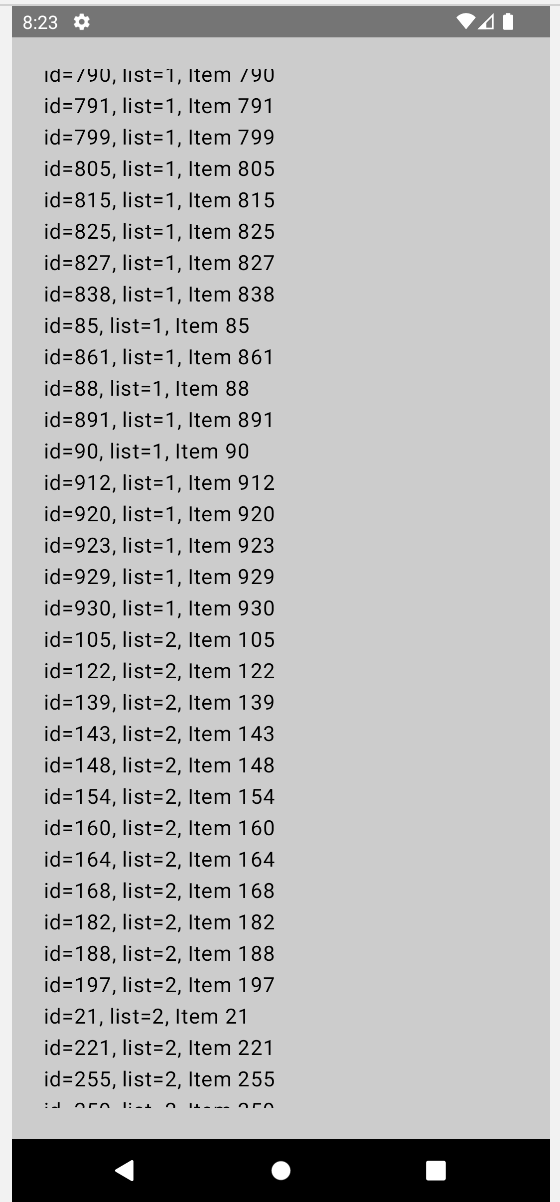 8:23
id=790, list=1, Item 790
id=791, list=1, Item 791
id=799, list=1, Item 799
id=805, list=1, Item 805
id=815, list=1, Item 815
id=825, list=1, Item 825
id=827, list=1, Item 827
id=838, list=1, Item 838
id=85, list=1, Item 85
id=861, list=1, Item 861
id=88, list=1, Item 88
id=891, list=1, Item 891
id=90, list=1, Item 90
id=912, list=1, Item 912
id=920, list=1, Item 920
id=923, list=1, Item 923
id=929, list=1, Item 929
id=930, list=1, Item 930
id=105, list=2, Item 105
id=122, list=2, Item 122
id=139, list=2, Item 139
id=143, list=2, Item 143
id=148, list=2, Item 148
id=154, list=2, Item 154
id=160, list=2, Item 160
id=164, list=2, Item 164
id=168, list=2, Item 168
id=182, list=2, Item 182
id=188, list=2, Item 188
id=197, list=2, Item 197
id=21, list=2, Item 21
id=221, list=2, Item 221
id=255, list=2, Item 255